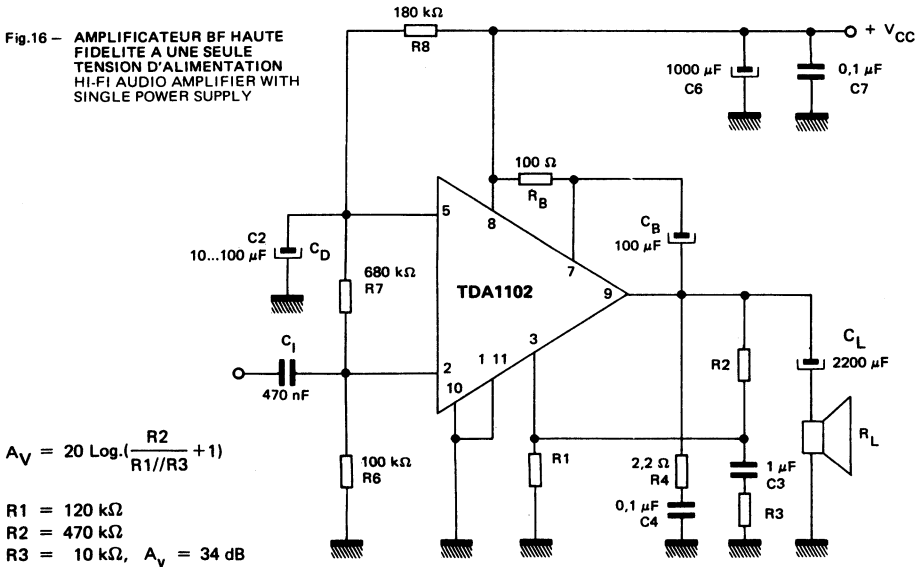 Fig.16 – AMPLIFICATEUR BF HAUTE
FIDELITE A UNE SEULE
TENSION D'ALIMENTATION
HI-FI AUDIO AMPLIFIER WITH
SINGLE POWER SUPPLY
180 kΩ
R8
+ VCC
1000 µF
C6
0,1 µF
C7
100 Ω
RB
CB
100 µF
5
8
7
C2
10...100 µF
CD
680 kΩ
R7
TDA1102
9
CI
470 nF
2
1 11
10
3
R2
CL
2200 µF
RL
100 kΩ
R6
R1
2,2 Ω
R4
0,1 µF
C4
1 µF
C3
R3
AV = 20 Log.(R2/R1//R3 +1)
R1 = 120 kΩ
R2 = 470 kΩ
R3 = 10 kΩ, Av = 34 dB